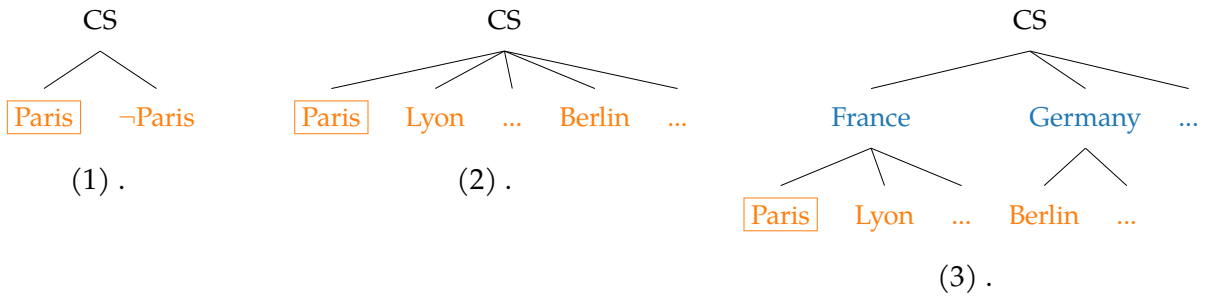 CS CS CS
Paris ¬Paris Paris Lyon ... Berlin ... France Germany ...
(1) . (2) . Paris Lyon ... Berlin ...
(3) .